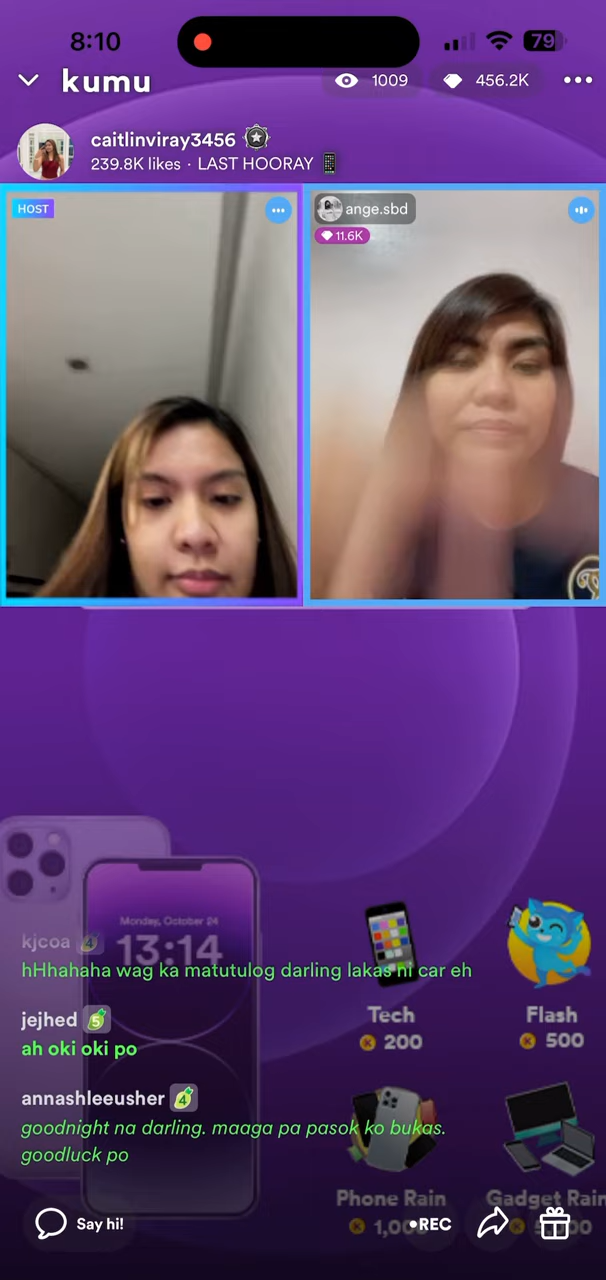 8:10
79
kumu
1009
456.2K
caitlinviray3456
239.8K likes · LAST HOORAY
HOST
ange.sbd
11.6K
Monday, October 24
13:14
kjcoa 4
hHhahaha wag ka matutulog darling lakas ni car eh
jejhed 5
ah oki oki po
annashleeusher 4
goodnight na darling. maaga pa pasok ko bukas.
goodluck po
Tech
200
Flash
500
Phone Rain
Gadget Rain
Say hi!
REC